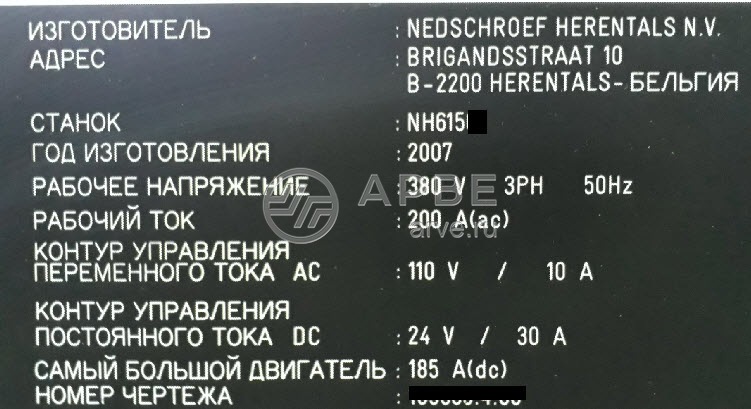 ИЗГОТОВИТЕЛЬ : NEDSCHROEF HERENTALS N.V.
АДРЕС : BRIGANDSSTRAAT 10
B-2200 HERENTALS- БЕЛЬГИЯ
СТАНОК : NH615
ГОД ИЗГОТОВЛЕНИЯ : 2007
РАБОЧЕЕ НАПРЯЖЕНИЕ : 380 V 3PH 50Hz
АРВЕ
РАБОЧИЙ ТОК : 200 A(ac)
arve.ru
КОНТУР УПРАВЛЕНИЯ
ПЕРЕМЕННОГО ТОКА AC : 110 V / 10 A
КОНТУР УПРАВЛЕНИЯ
ПОСТОЯННОГО ТОКА DC : 24 V / 30 A
САМЫЙ БОЛЬШОЙ ДВИГАТЕЛЬ : 185 A(dc)
НОМЕР ЧЕРТЕЖА :